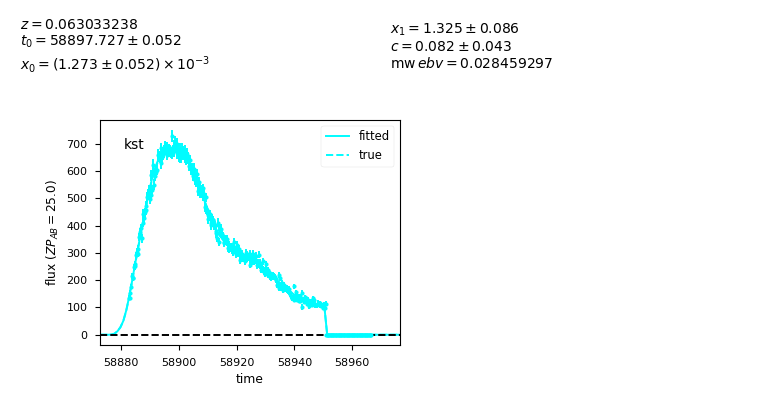 z = 0.063033238
t₀ = 58897.727 ± 0.052
x₀ = (1.273 ± 0.052) × 10⁻³
x₁ = 1.325 ± 0.086
c = 0.082 ± 0.043
mw ebv = 0.028459297
kst
fitted
true
700
600
500
400
300
200
100
0
flux (ZP_AB = 25.0)
58880 58900 58920 58940 58960
time